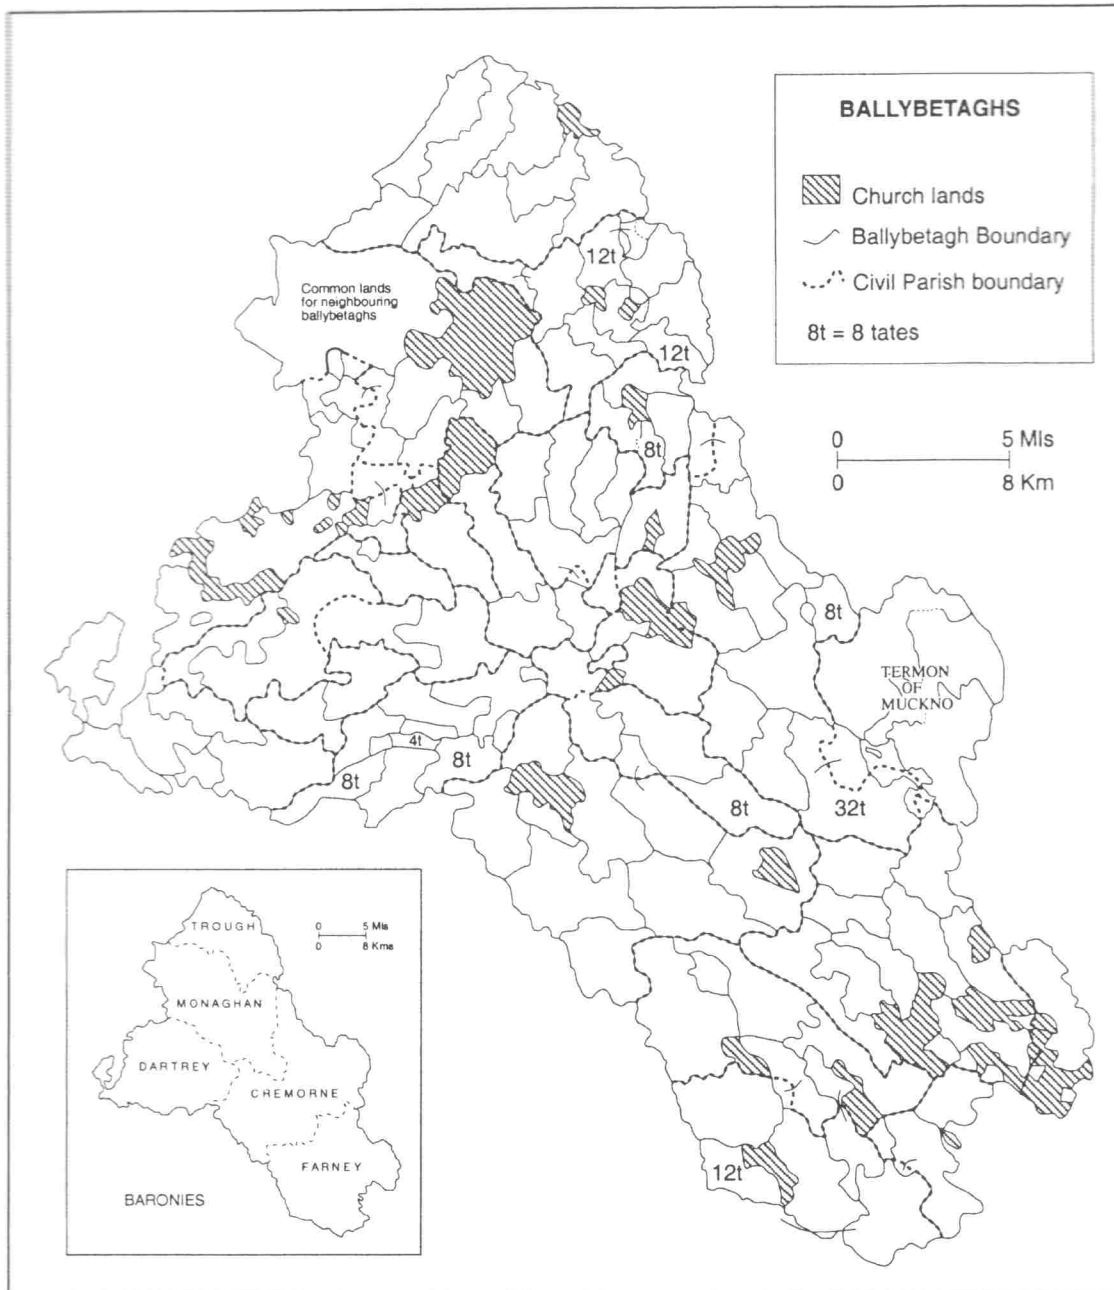 BALLYBETAGHS
Church lands
Ballybetagh Boundary
Civil Parish boundary
8t = 8 tates
12t
Common lands
for neighbouring
ballybetaghs
12t
8t
0 5 Mls
0 8 Km
8t
TERMON
OF
MUCKNO
4t
8t
8t
8t
32t
12t
TROUGH
0 5 Mls
0 8 Kms
MONAGHAN
DARTREY
CREMORNE
FARNEY
BARONIES